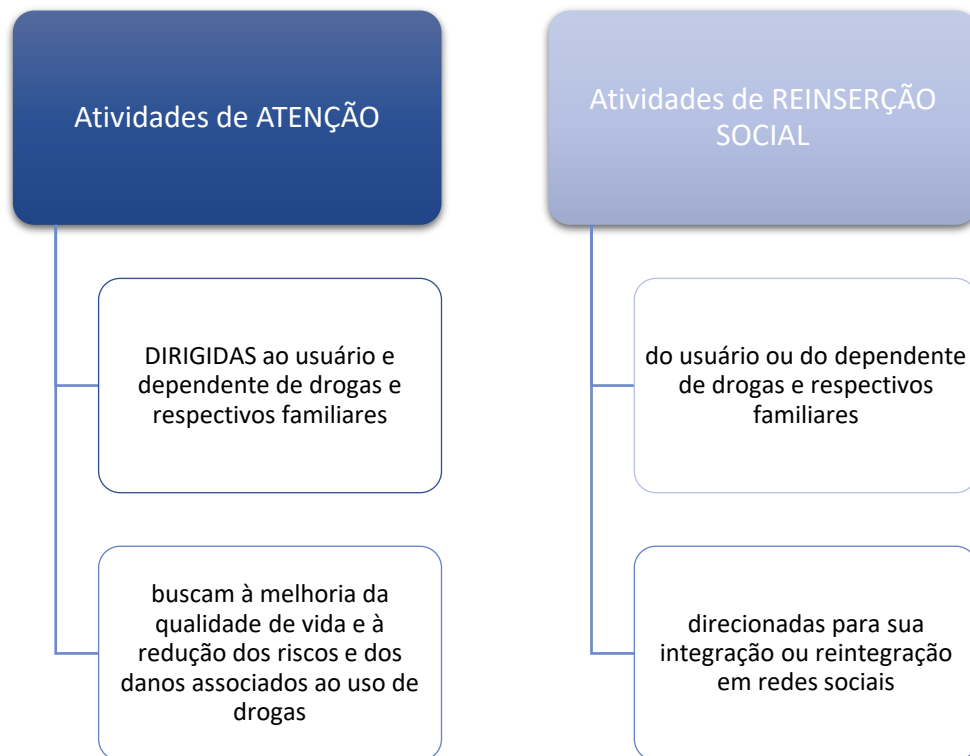 Atividades de ATENÇÃO
DIRIGIDAS ao usuário e
dependente de drogas e
respectivos familiares
buscam à melhoria da
qualidade de vida e à
redução dos riscos e dos
danos associados ao uso de
drogas
Atividades de REINSERÇÃO
SOCIAL
do usuário ou do dependente
de drogas e respectivos
familiares
direcionadas para sua
integração ou reintegração
em redes sociais